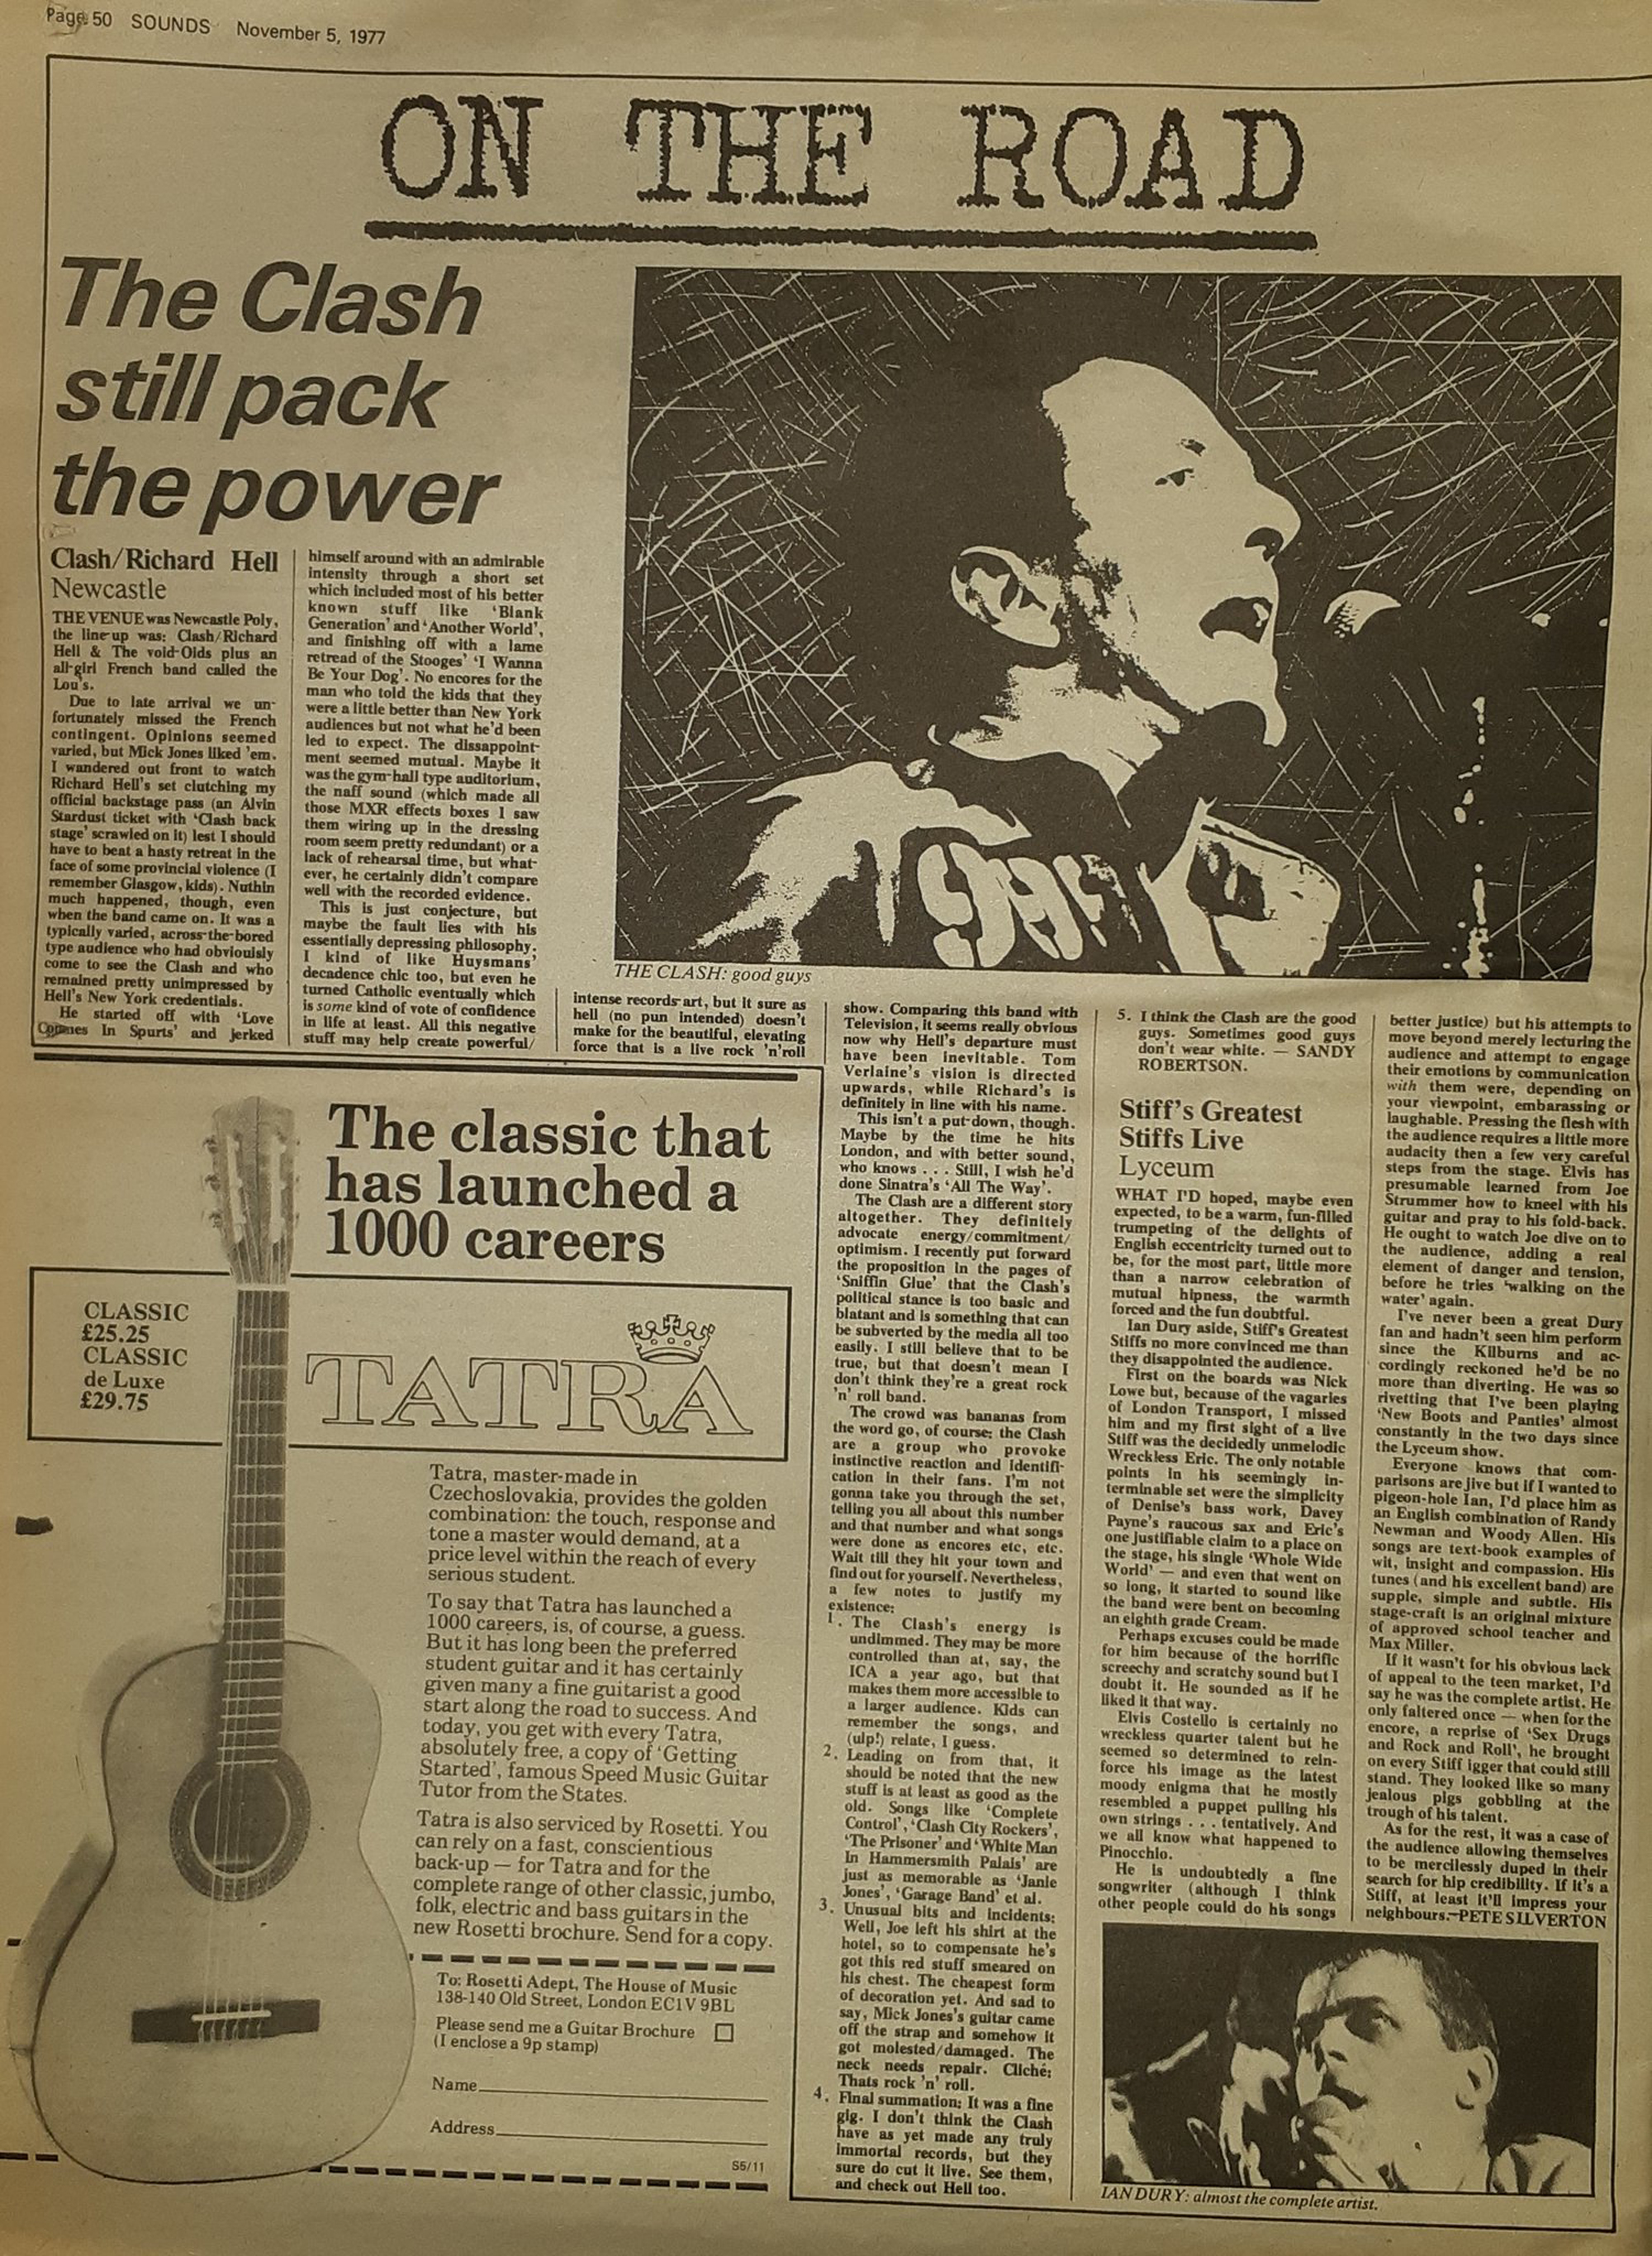 Page 50 SOUNDS November 5, 1977
ON THE ROAD
The Clash
still pack
the power
Clash/Richard Hell
Newcastle
THE VENUE was Newcastle Poly,
the line-up was: Clash/Richard
Hell & The void-Oids plus an
all-girl French band called the
Lou's.
Due to late arrival we un-
fortunately missed the French
contingent. Opinions seemed
varied, but Mick Jones liked 'em.
I wandered out front to watch
Richard Hell's set clutching my
official backstage pass (an Alvin
Stardust ticket with 'Clash back
stage' scrawled on it) lest I should
have to beat a hasty retreat in the
face of some provincial violence (I
remember Glasgow, kids). Nuthin
much happened, though, even
when the band came on. It was a
typically varied, across-the-bored
type audience who had obviously
come to see the Clash and who
remained pretty unimpressed by
Hell's New York credentials.
He started off with 'Love
Comes In Spurts' and jerked
himself around with an admirable
intensity through a short set
which included most of his better
known stuff like 'Blank
Generation' and 'Another World',
and finishing off with a lame
retread of the Stooges' 'I Wanna
Be Your Dog'. No encores for the
man who told the kids that they
were a little better than New York
audiences but not what he'd been
led to expect. The dissappoint-
ment seemed mutual. Maybe it
was the gym-hall type auditorium,
the naff sound (which made all
those MXR effects boxes I saw
them wiring up in the dressing
room seem pretty redundant) or a
lack of rehearsal time, but what-
ever, he certainly didn't compare
well with the recorded evidence.
This is just conjecture, but
maybe the fault lies with his
essentially depressing philosophy.
I kind of like Huysmans'
decadence chic too, but even he
turned Catholic eventually which
is some kind of vote of confidence
in life at least. All this negative
stuff may help create powerful/
THE CLASH: good guys
intense records-art, but it sure as
hell (no pun intended) doesn't
make for the beautiful, elevating
force that is a live rock 'n'roll
show. Comparing this band with
Television, it seems really obvious
now why Hell's departure must
have been inevitable. Tom
Verlaine's vision is directed
upwards, while Richard's is
definitely in line with his name.
This isn't a put-down, though.
Maybe by the time he hits
London, and with better sound,
who knows . . . Still, I wish he'd
done Sinatra's 'All The Way'.
The Clash are a different story
altogether. They definitely
advocate energy/commitment/
optimism. I recently put forward
the proposition in the pages of
'Sniffin Glue' that the Clash's
political stance is too basic and
blatant and is something that can
be subverted by the media all too
easily. I still believe that to be
true, but that doesn't mean I
don't think they're a great rock
'n' roll band.
The crowd was bananas from
the word go, of course: the Clash
are a group who provoke
instinctive reaction and identifi-
cation in their fans. I'm not
gonna take you through the set,
telling you all about this number
and that number and what songs
were done as encores etc, etc.
Wait till they hit your town and
find out for yourself. Nevertheless,
a few notes to justify my
existence:
1. The Clash's energy is
undimmed. They may be more
controlled than at, say, the
ICA a year ago, but that
makes them more accessible to
a larger audience. Kids can
remember the songs, and
(ulp!) relate, I guess.
2. Leading on from that, it
should be noted that the new
stuff is at least as good as the
old. Songs like 'Complete
Control', 'Clash City Rockers',
'The Prisoner' and 'White Man
In Hammersmith Palais' are
just as memorable as 'Janie
Jones', 'Garage Band' et al.
3. Unusual bits and incidents:
Well, Joe left his shirt at the
hotel, so to compensate he's
got this red stuff smeared on
his chest. The cheapest form
of decoration yet. And sad to
say, Mick Jones's guitar came
off the strap and somehow it
got molested/damaged. The
neck needs repair. Cliché:
Thats rock 'n' roll.
4. Final summation: It was a fine
gig. I don't think the Clash
have as yet made any truly
immortal records, but they
sure do cut it live. See them,
and check out Hell too.
5. I think the Clash are the good
guys. Sometimes good guys
don't wear white. — SANDY
ROBERTSON.
Stiff's Greatest
Stiffs Live
Lyceum
WHAT I'D hoped, maybe even
expected, to be a warm, fun-filled
trumpeting of the delights of
English eccentricity turned out to
be, for the most part, little more
than a narrow celebration of
mutual hipness, the warmth
forced and the fun doubtful.
Ian Dury aside, Stiff's Greatest
Stiffs no more convinced me than
they disappointed the audience.
First on the boards was Nick
Lowe but, because of the vagaries
of London Transport, I missed
him and my first sight of a live
Stiff was the decidedly unmelodic
Wreckless Eric. The only notable
points in his seemingly in-
terminable set were the simplicity
of Denise's bass work, Davey
Payne's raucous sax and Eric's
one justifiable claim to a place on
the stage, his single 'Whole Wide
World' — and even that went on
so long, it started to sound like
the band were bent on becoming
an eighth grade Cream.
Perhaps excuses could be made
for him because of the horrific
screechy and scratchy sound but I
doubt it. He sounded as if he
liked it that way.
Elvis Costello is certainly no
wreckless quarter talent but he
seemed so determined to rein-
force his image as the latest
moody enigma that he mostly
resembled a puppet pulling his
own strings . . . tentatively. And
we all know what happened to
Pinocchio.
He is undoubtedly a fine
songwriter (although I think
other people could do his songs
better justice) but his attempts to
move beyond merely lecturing the
audience and attempt to engage
their emotions by communication
with them were, depending on
your viewpoint, embarassing or
laughable. Pressing the flesh with
the audience requires a little more
audacity then a few very careful
steps from the stage. Elvis has
presumable learned from Joe
Strummer how to kneel with his
guitar and pray to his fold-back.
He ought to watch Joe dive on to
the audience, adding a real
element of danger and tension,
before he tries 'walking on the
water' again.
I've never been a great Dury
fan and hadn't seen him perform
since the Kilburns and ac-
cordingly reckoned he'd be no
more than diverting. He was so
rivetting that I've been playing
'New Boots and Panties' almost
constantly in the two days since
the Lyceum show.
Everyone knows that com-
parisons are jive but if I wanted to
pigeon-hole Ian, I'd place him as
an English combination of Randy
Newman and Woody Allen. His
songs are text-book examples of
wit, insight and compassion. His
tunes (and his excellent band) are
supple, simple and subtle. His
stage-craft is an original mixture
of approved school teacher and
Max Miller.
If it wasn't for his obvious lack
of appeal to the teen market, I'd
say he was the complete artist. He
only faltered once — when for the
encore, a reprise of 'Sex Drugs
and Rock and Roll', he brought
on every Stiff igger that could still
stand. They looked like so many
jealous pigs gobbling at the
trough of his talent.
As for the rest, it was a case of
the audience allowing themselves
to be mercilessly duped in their
search for hip credibility. If it's a
Stiff, at least it'll impress your
neighbours.—PETE SILVERTON
IAN DURY: almost the complete artist.
The classic that
has launched a
1000 careers
CLASSIC
£25.25
CLASSIC
de Luxe
£29.75
TATRA
Tatra, master-made in
Czechoslovakia, provides the golden
combination: the touch, response and
tone a master would demand, at a
price level within the reach of every
serious student.
To say that Tatra has launched a
1000 careers, is, of course, a guess.
But it has long been the preferred
student guitar and it has certainly
given many a fine guitarist a good
start along the road to success. And
today, you get with every Tatra,
absolutely free, a copy of 'Getting
Started', famous Speed Music Guitar
Tutor from the States.
Tatra is also serviced by Rosetti. You
can rely on a fast, conscientious
back-up — for Tatra and for the
complete range of other classic, jumbo,
folk, electric and bass guitars in the
new Rosetti brochure. Send for a copy.
To: Rosetti Adept, The House of Music
138-140 Old Street, London EC1V 9BL
Please send me a Guitar Brochure
(I enclose a 9p stamp)
Name
Address
S5/11